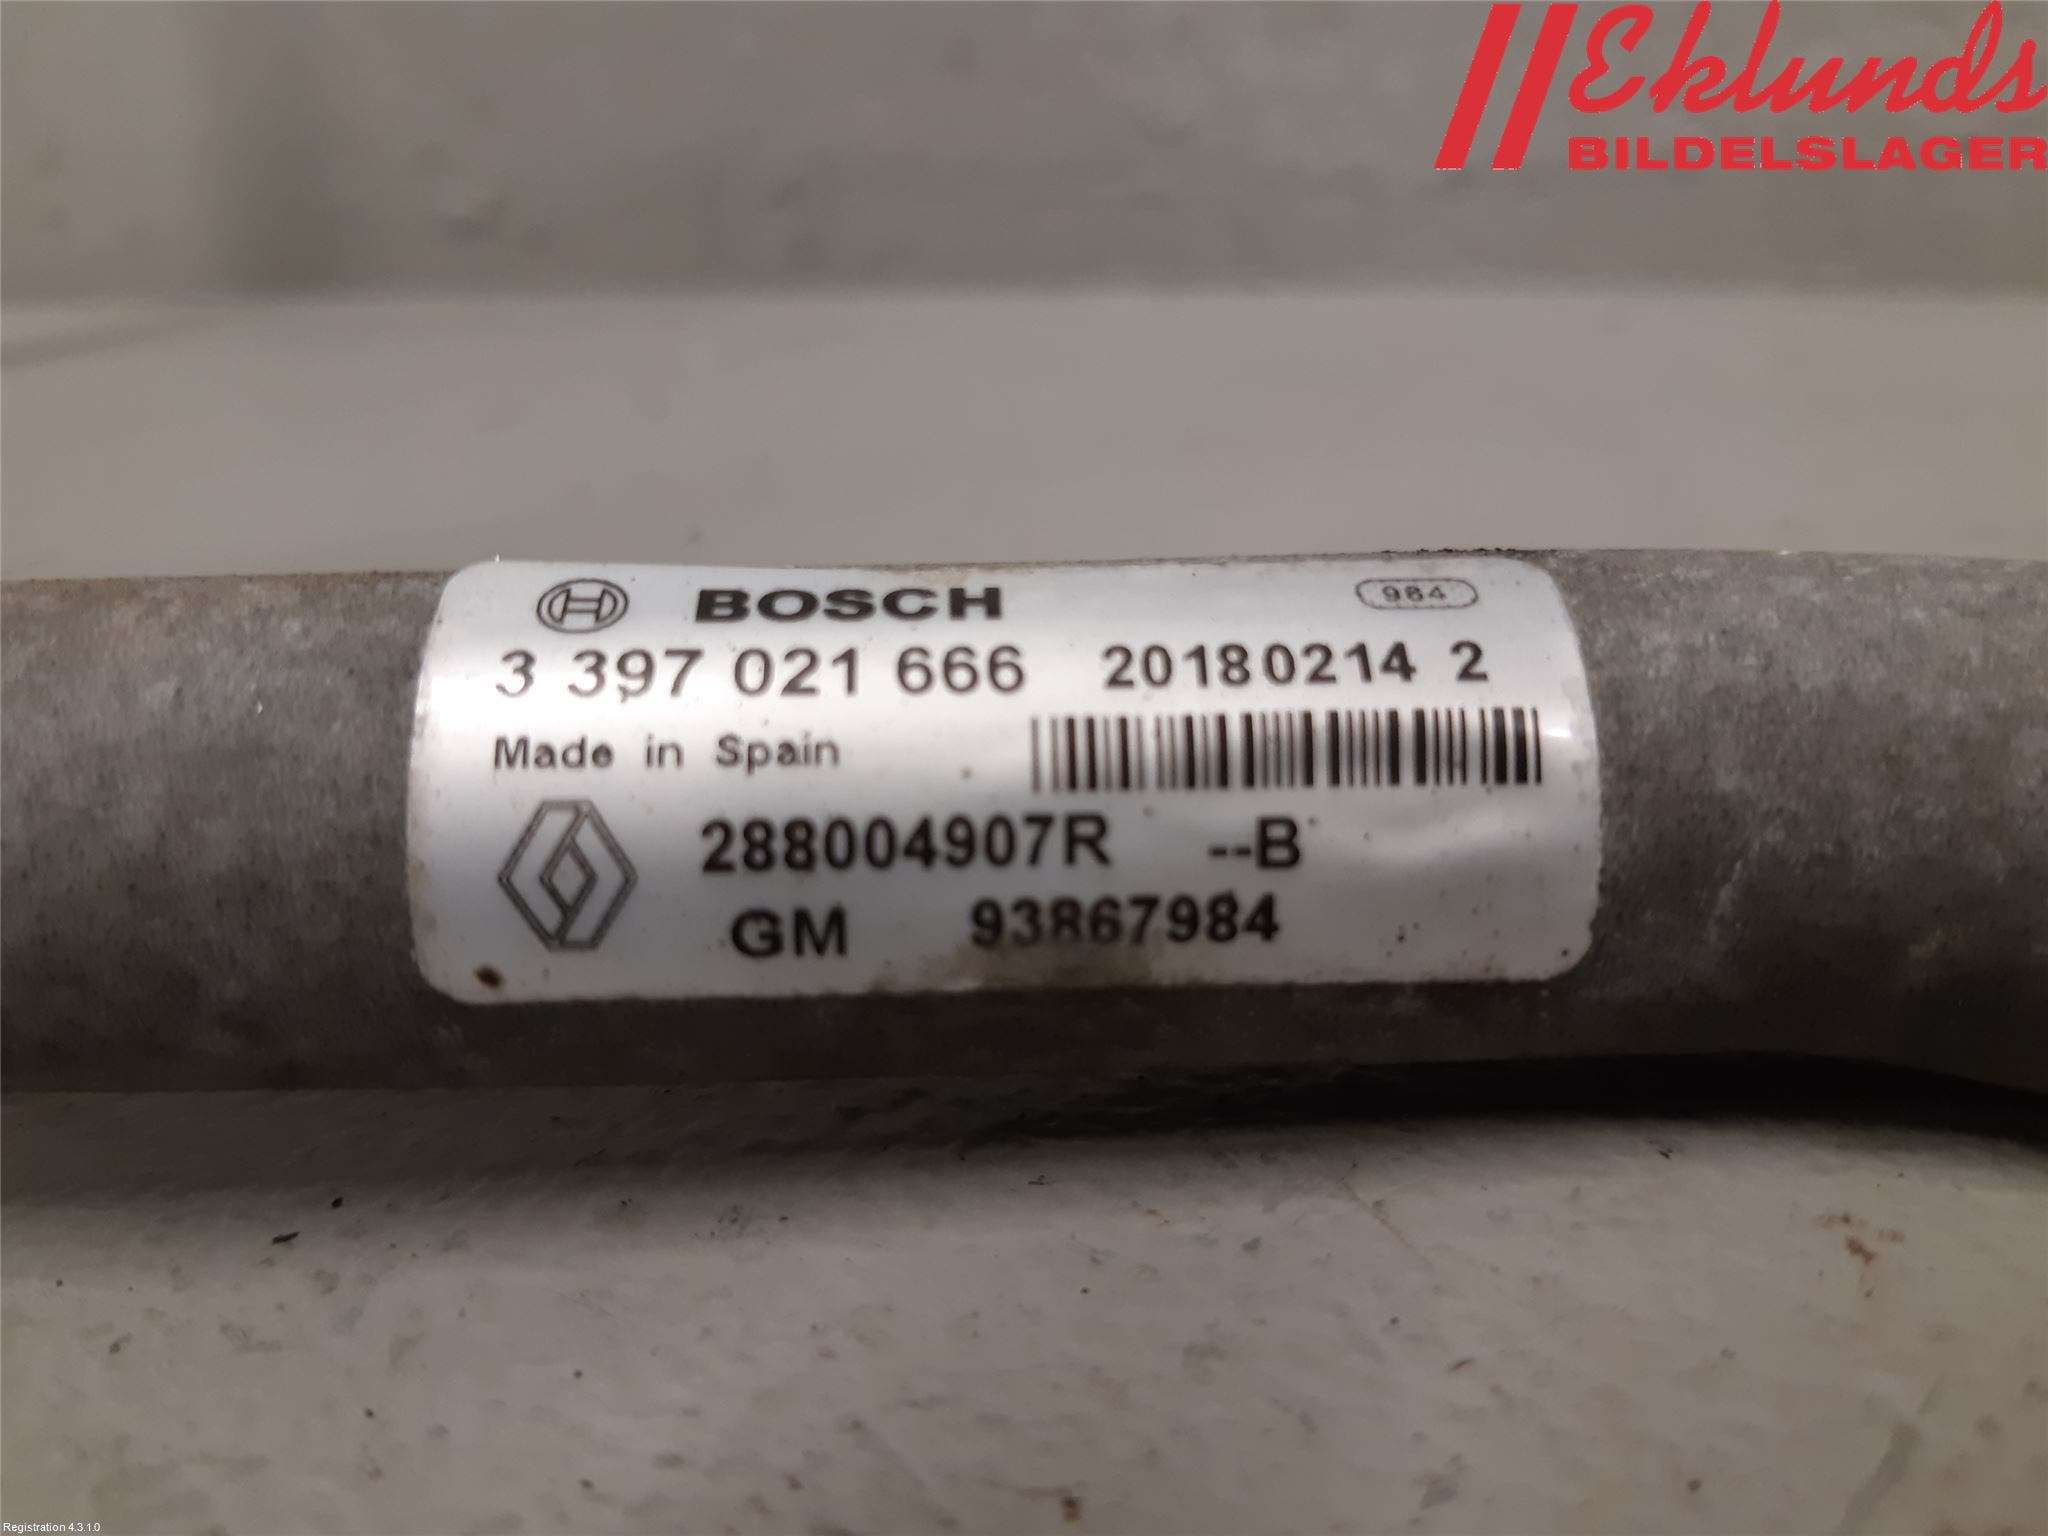 Eklunds
BILDELSLAGER
BOSCH 984
3 397 021 666 20180214 2
Made in Spain
288004907R --B
GM 93867984
Registration 4.3.1.0